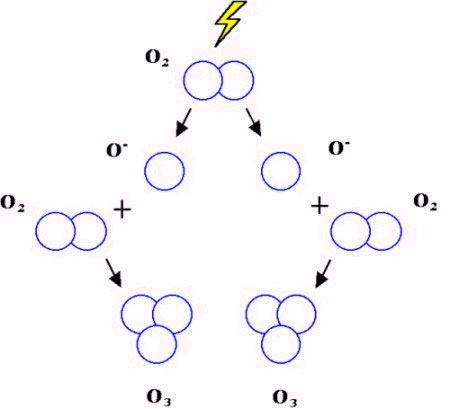 O₂
O⁻ O⁻
O₂ + + O₂
O₃ O₃